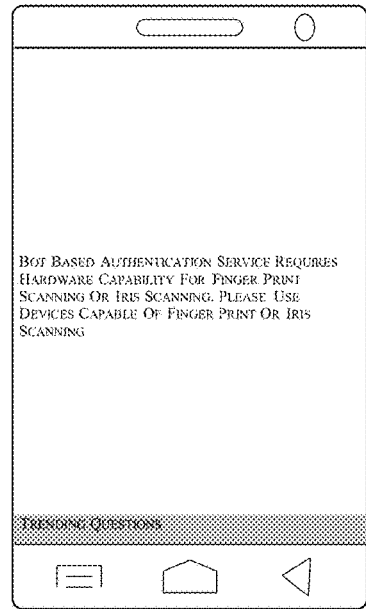 BOT BASED AUTHENTICATION SERVICE REQUIRES
HARDWARE CAPABILITY FOR FINGER PRINT
SCANNING OR IRIS SCANNING. PLEASE USE
DEVICES CAPABLE OF FINGER PRINT OR IRIS
SCANNING
TRENDING QUESTIONS